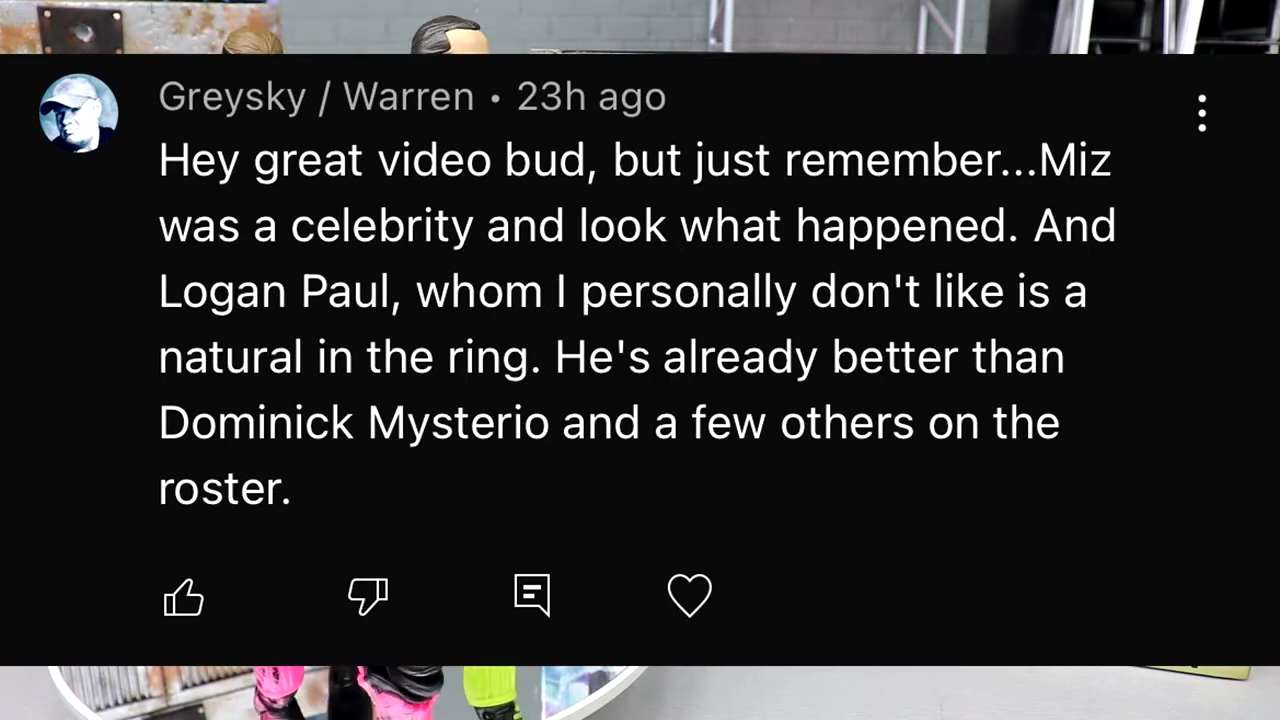 Greysky / Warren • 23h ago
Hey great video bud, but just remember...Miz
was a celebrity and look what happened. And
Logan Paul, whom I personally don't like is a
natural in the ring. He's already better than
Dominick Mysterio and a few others on the
roster.